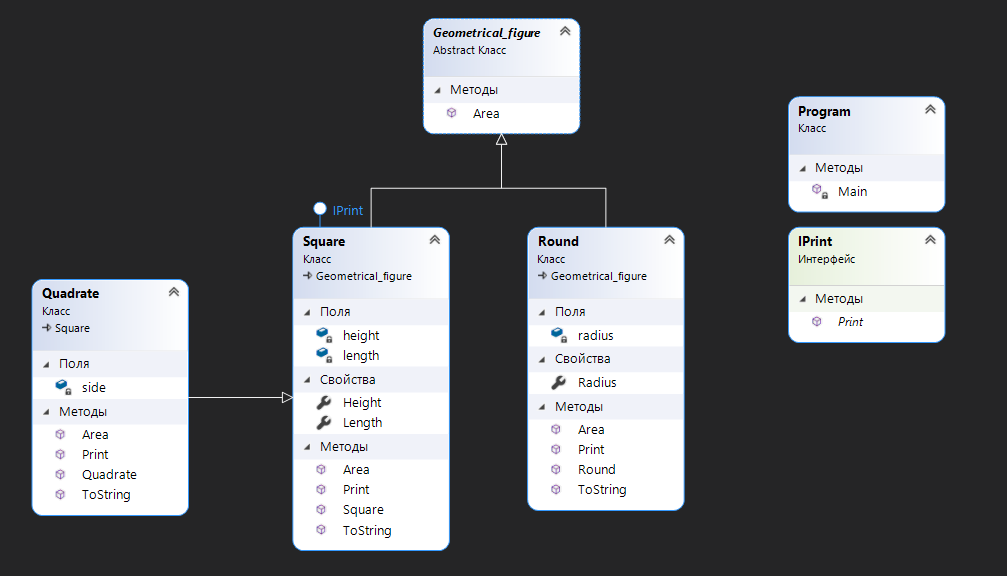 Geometrical_figure
Abstract Класс
Методы
Area
Program
Класс
Методы
Main
IPrint
Square
Класс
Geometrical_figure
Поля
height
length
Свойства
Height
Length
Методы
Area
Print
Square
ToString
Round
Класс
Geometrical_figure
Поля
radius
Свойства
Radius
Методы
Area
Print
Round
ToString
IPrint
Интерфейс
Методы
Print
Quadrate
Класс
Square
Поля
side
Методы
Area
Print
Quadrate
ToString